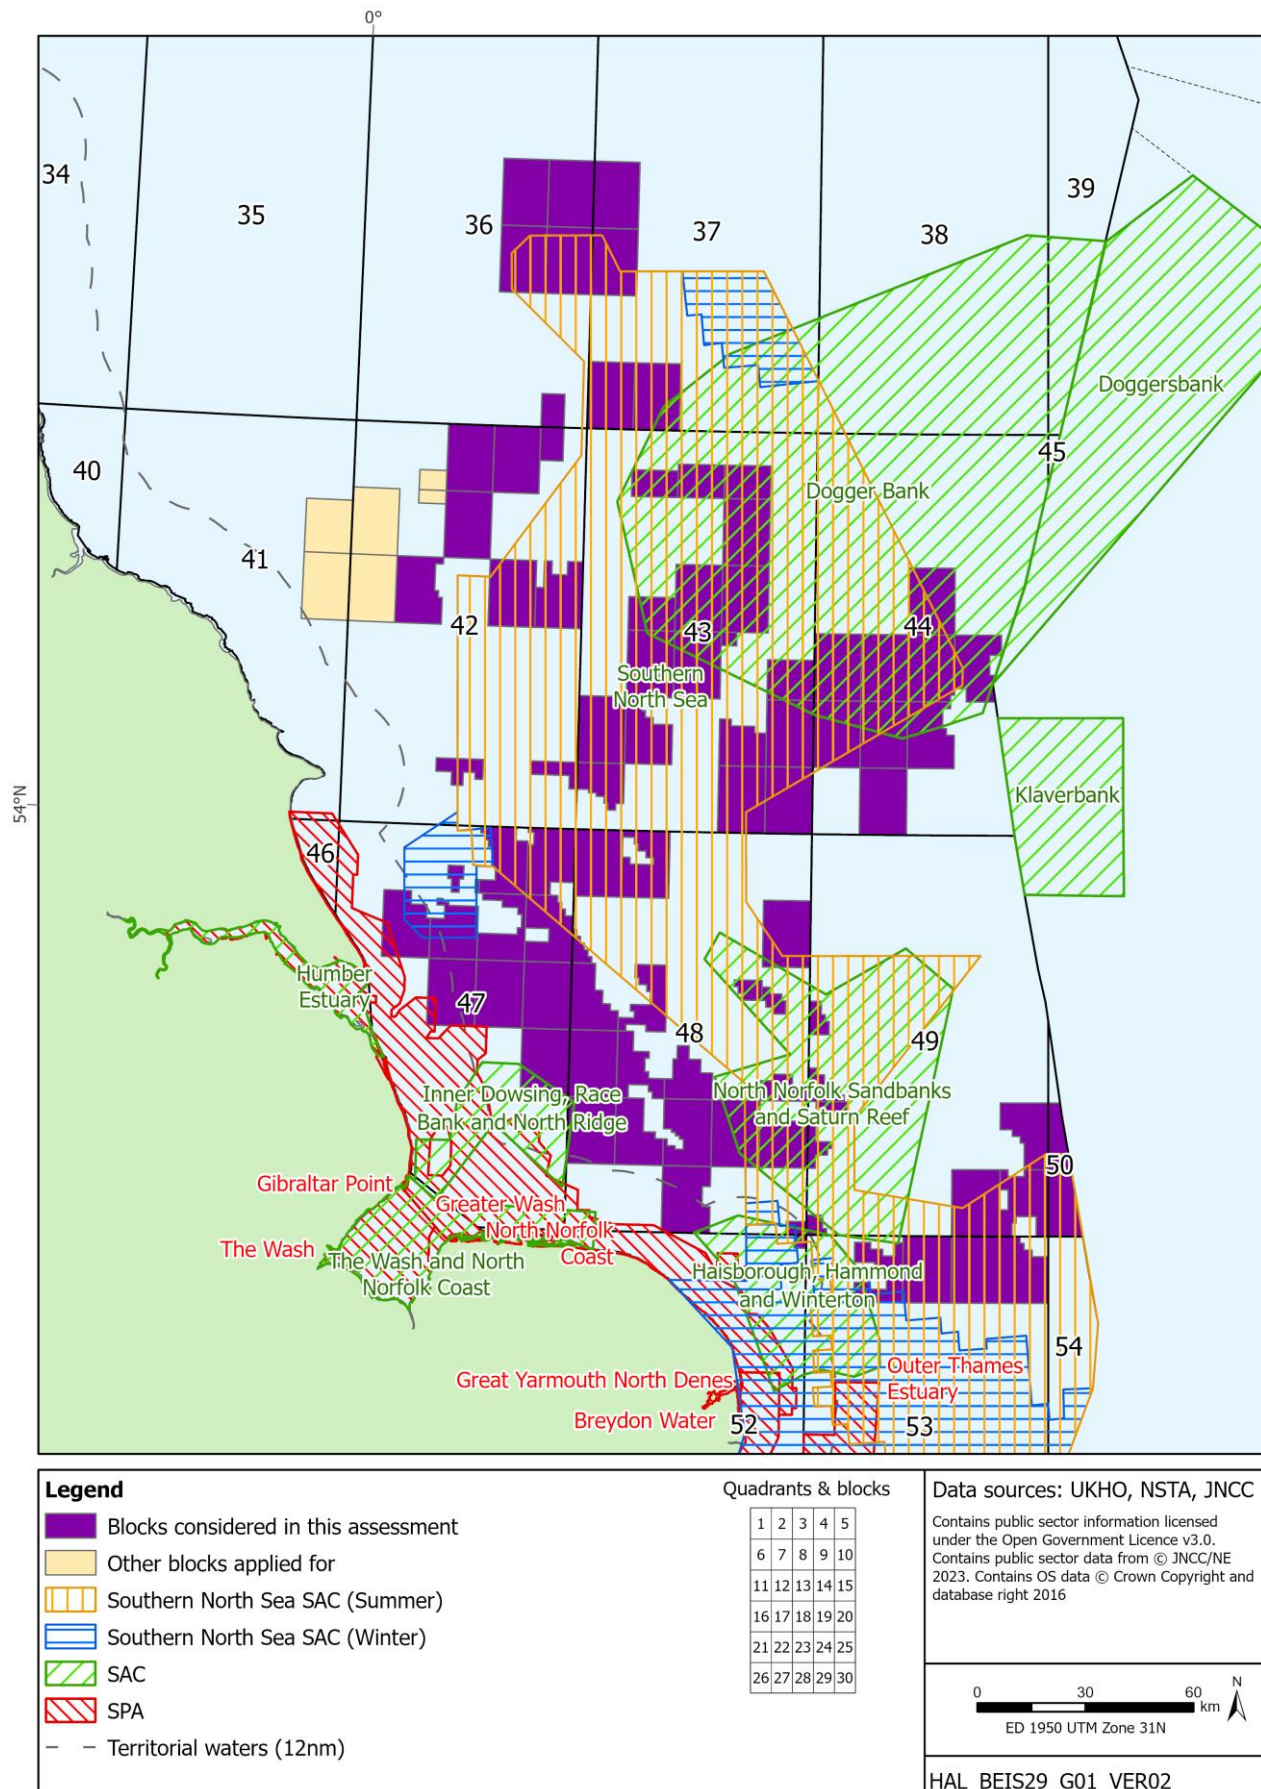 0°
34
35
36
37
38
39
Doggersbank
40
45
Dogger Bank
41
42
43
44
Southern
North Sea
54°N
Klaverbank
46
Humber
Estuary
47
48
49
Inner Dowsing, Race
Bank and North Ridge
North Norfolk Sandbanks
and Saturn Reef
50
Gibraltar Point
Greater Wash
North Norfolk
Coast
The Wash
The Wash and North
Norfolk Coast
Haisborough, Hammond
and Winterton
54
Great Yarmouth North Denes
Outer Thames
Estuary
Breydon Water
52
53
Legend
Blocks considered in this assessment
Other blocks applied for
Southern North Sea SAC (Summer)
Southern North Sea SAC (Winter)
SAC
SPA
Territorial waters (12nm)
Quadrants & blocks
1 2 3 4 5
6 7 8 9 10
11 12 13 14 15
16 17 18 19 20
21 22 23 24 25
26 27 28 29 30
Data sources: UKHO, NSTA, JNCC
Contains public sector information licensed
under the Open Government Licence v3.0.
Contains public sector data from © JNCC/NE
2023. Contains OS data © Crown Copyright and
database right 2016
0 30 60
km
N
ED 1950 UTM Zone 31N
HAL_BEIS29_G01_VER02